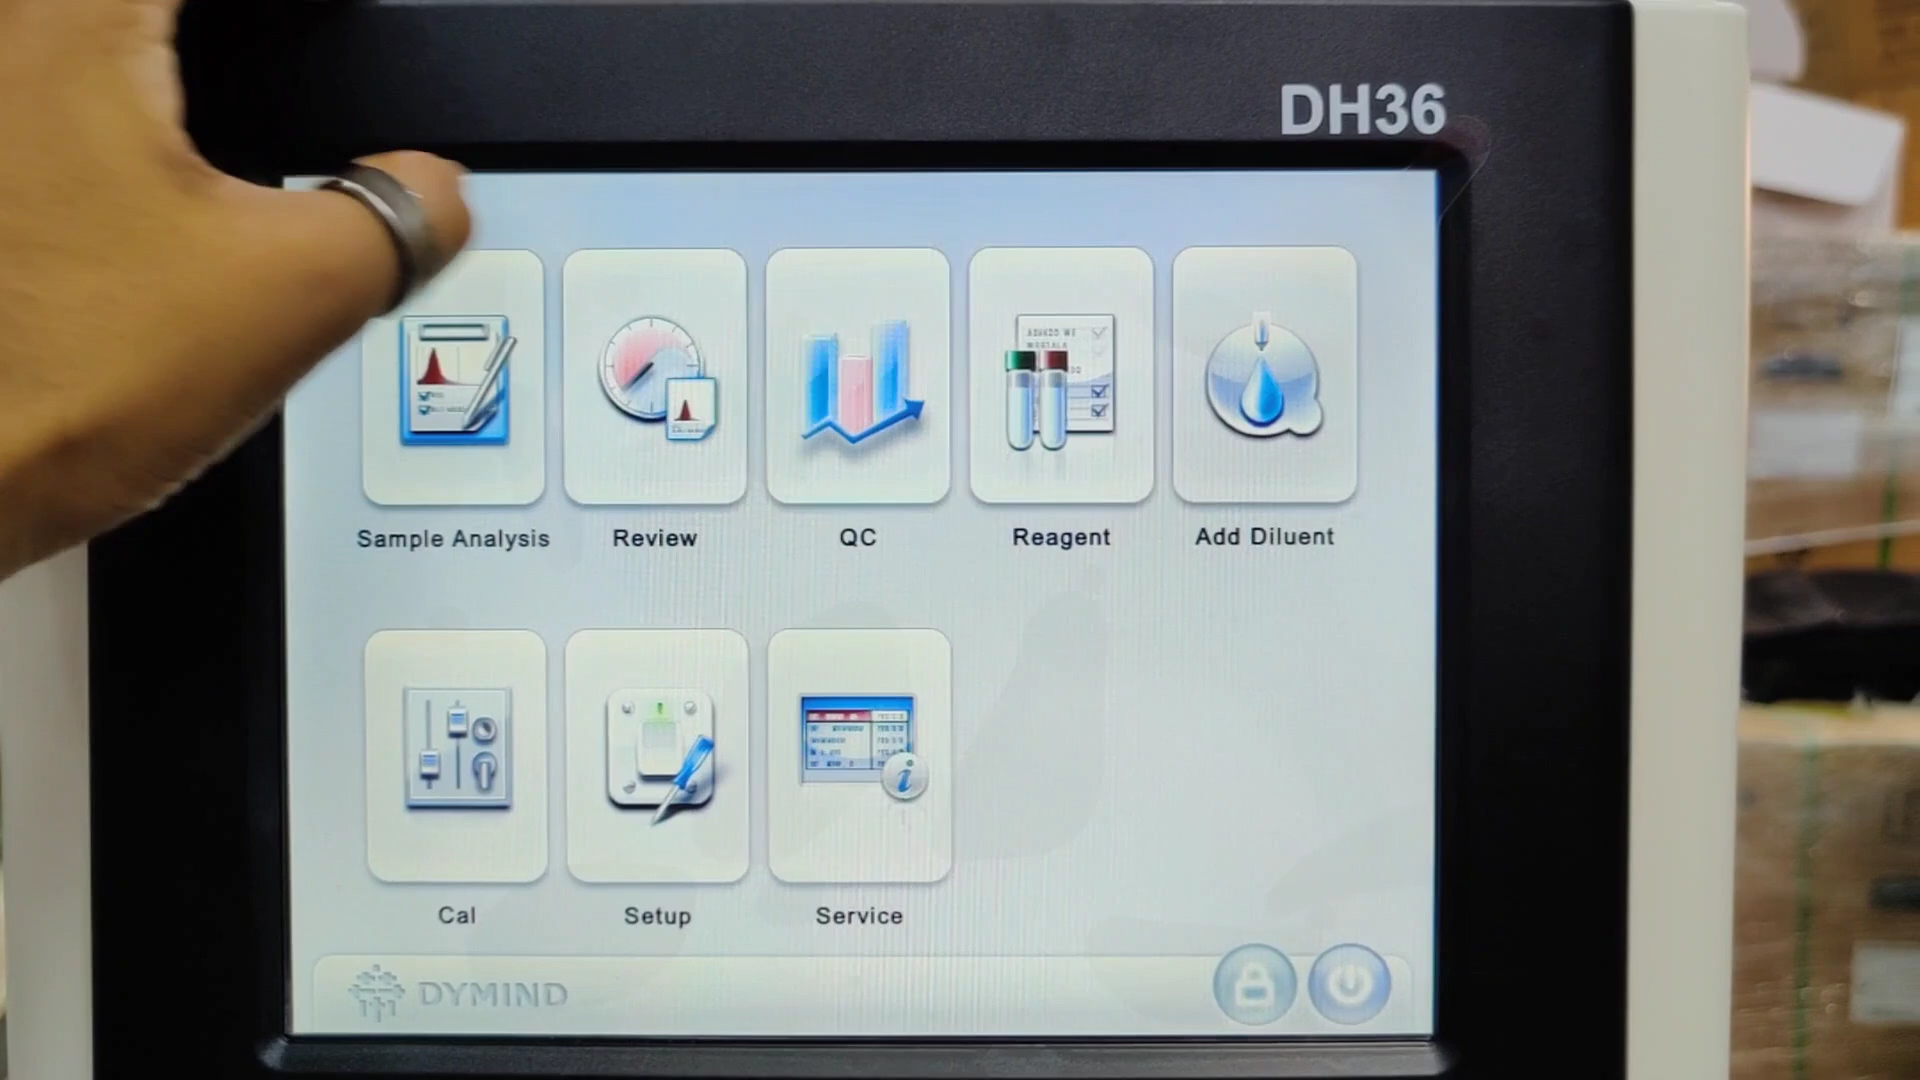 DH36
Sample Analysis
Review
QC
Reagent
Add Diluent
Cal
Setup
Service
DYMIND